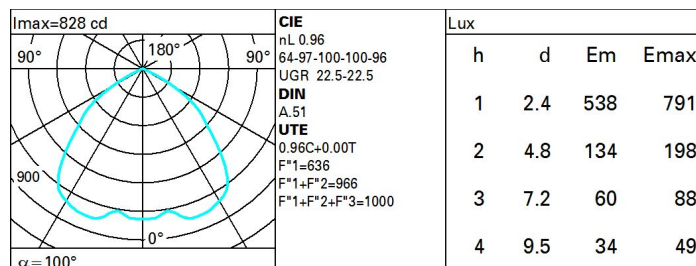 Imax=828 cd
90°
180°
90°
900
0°
α=100°
CIE
nL 0.96
64-97-100-100-96
UGR 22.5-22.5
DIN
A.51
UTE
0.96C+0.00T
F"1=636
F"1+F"2=966
F"1+F"2+F"3=1000
Lux
h d Em Emax
1 2.4 538 791
2 4.8 134 198
3 7.2 60 88
4 9.5 34 49